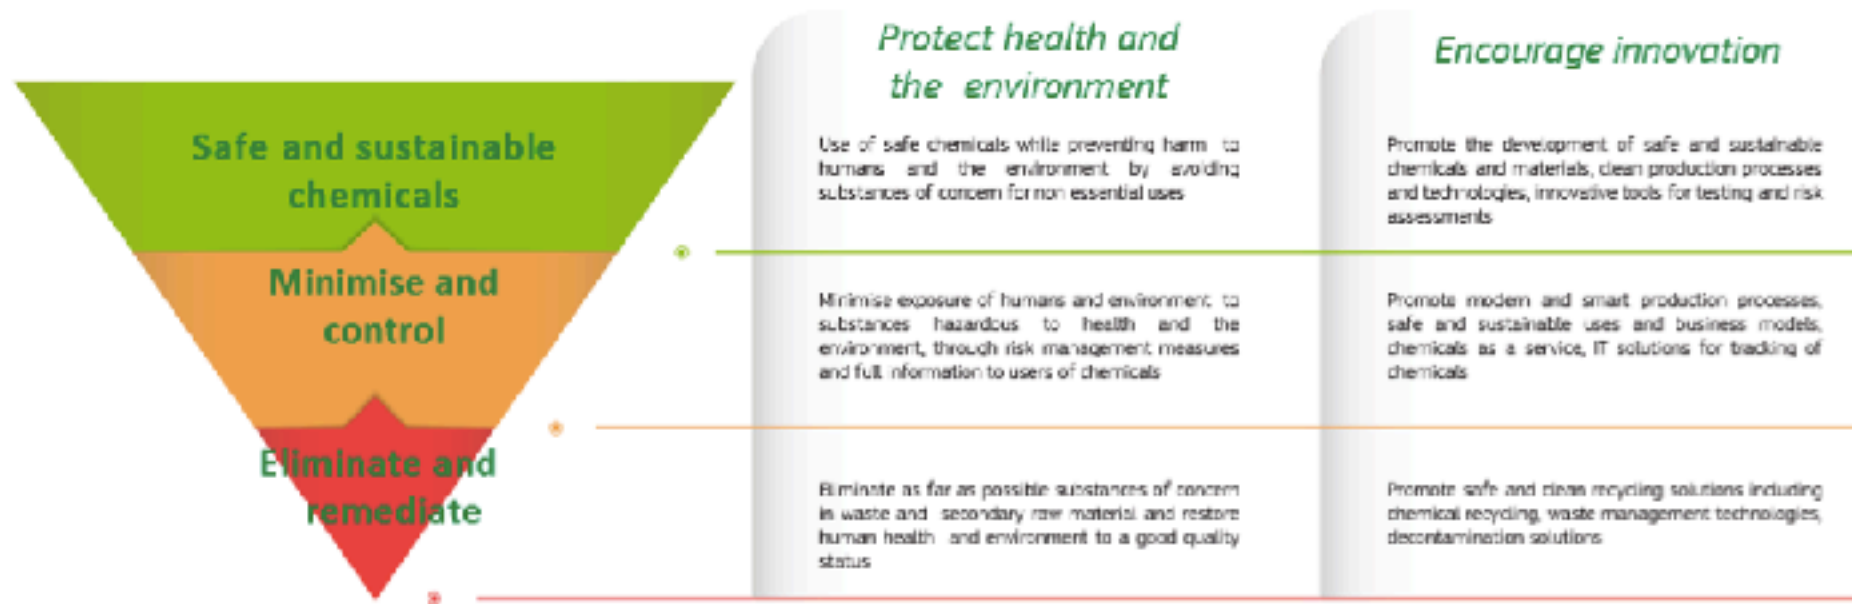 Safe and sustainable
chemicals
Minimise and
control
Eliminate and
remediate
Protect health and
the environment
Use of safe chemicals while preventing harm to
humans and the environment by avoiding
substances of concern for non essential uses
Minimise exposure of humans and environment to
substances hazardous to health and the
environment, through risk management measures
and full information to users of chemicals
Eliminate as far as possible substances of concern
in waste and secondary raw material and restore
human health and environment to a good quality
status
Encourage innovation
Promote the development of safe and sustainable
chemicals and materials, clean production processes
and technologies, innovative tools for testing and risk
assessments
Promote modern and smart production processes,
safe and sustainable uses and business models,
chemicals as a service, IT solutions for tracking of
chemicals
Promote safe and clean recycling solutions including
chemical recycling, waste management technologies,
decontamination solutions